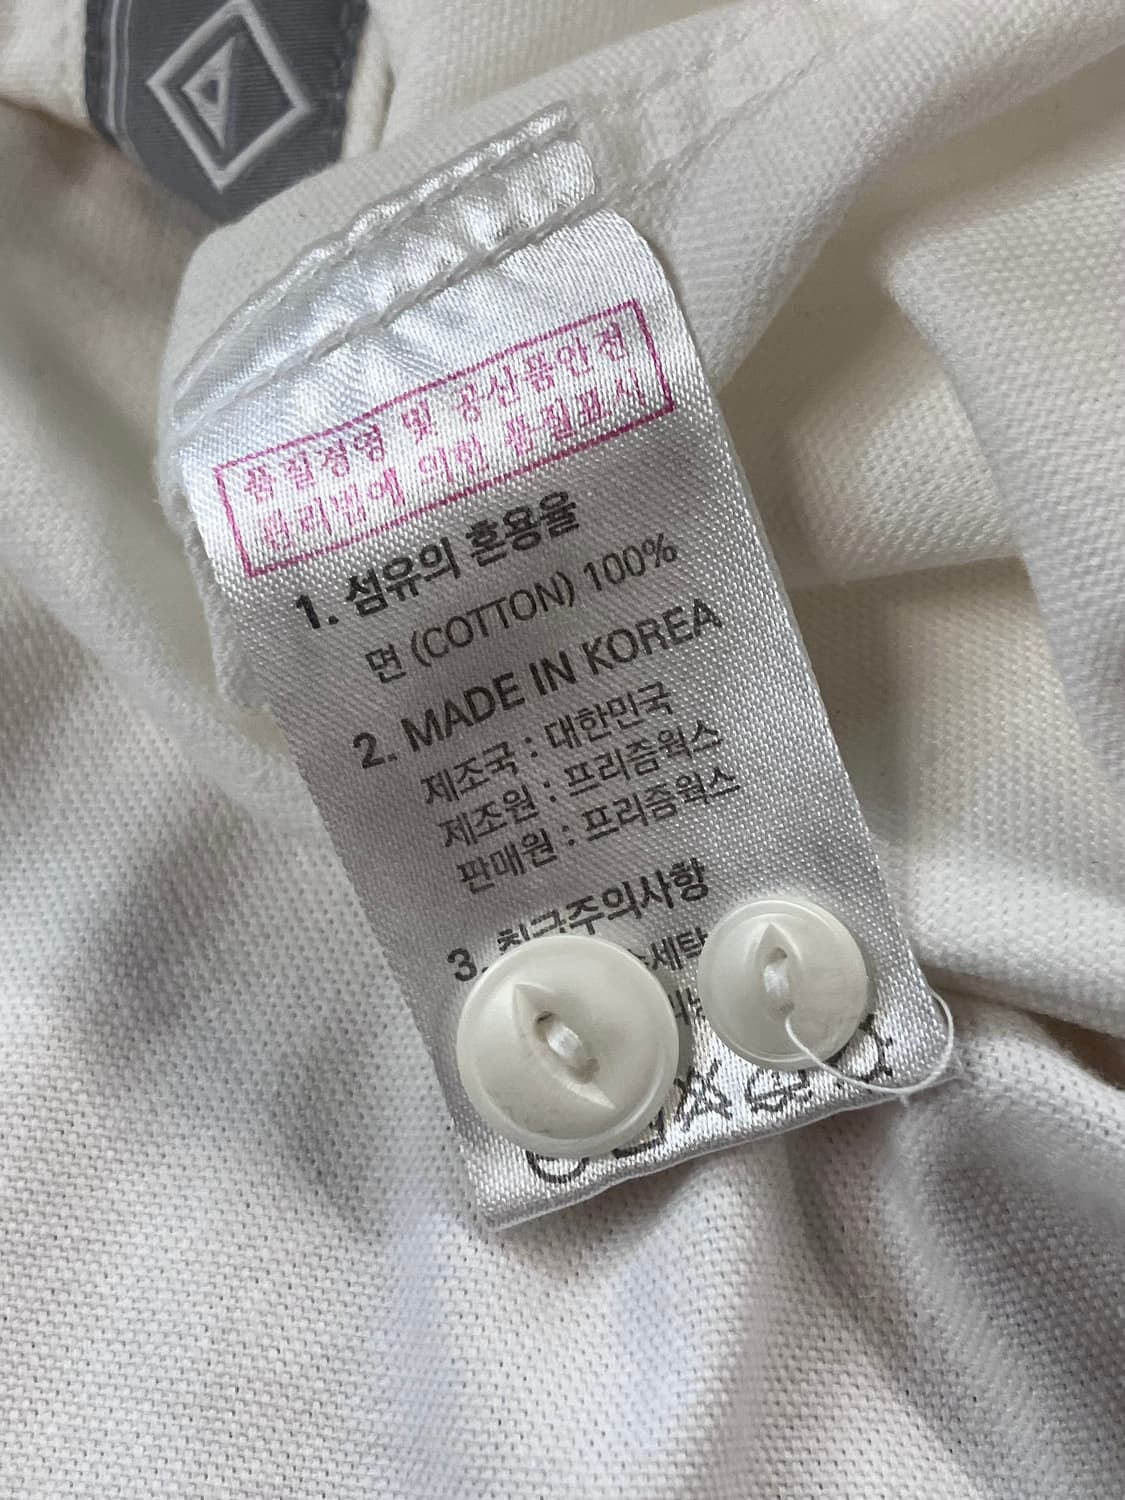 품질경영 및 공산품안전
관리법에 의한 품질표시
1. 섬유의 혼용율
면 (COTTON) 100%
2. MADE IN KOREA
제조국 : 대한민국
제조원 : 프리즘웍스
판매원 : 프리즘웍스
3. 취급주의사항